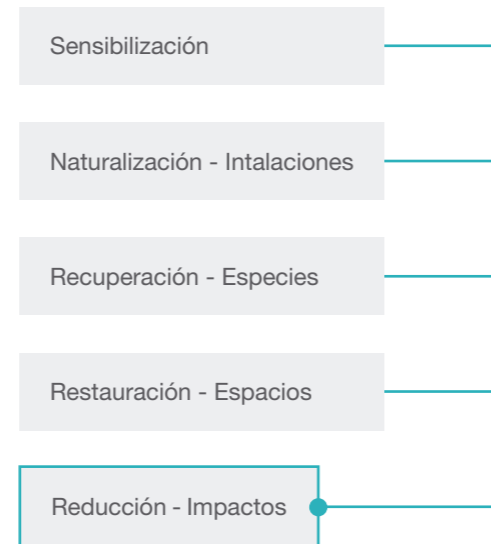 Sensibilización
Naturalización - Intalaciones
Recuperación - Especies
Restauración - Espacios
Reducción - Impactos